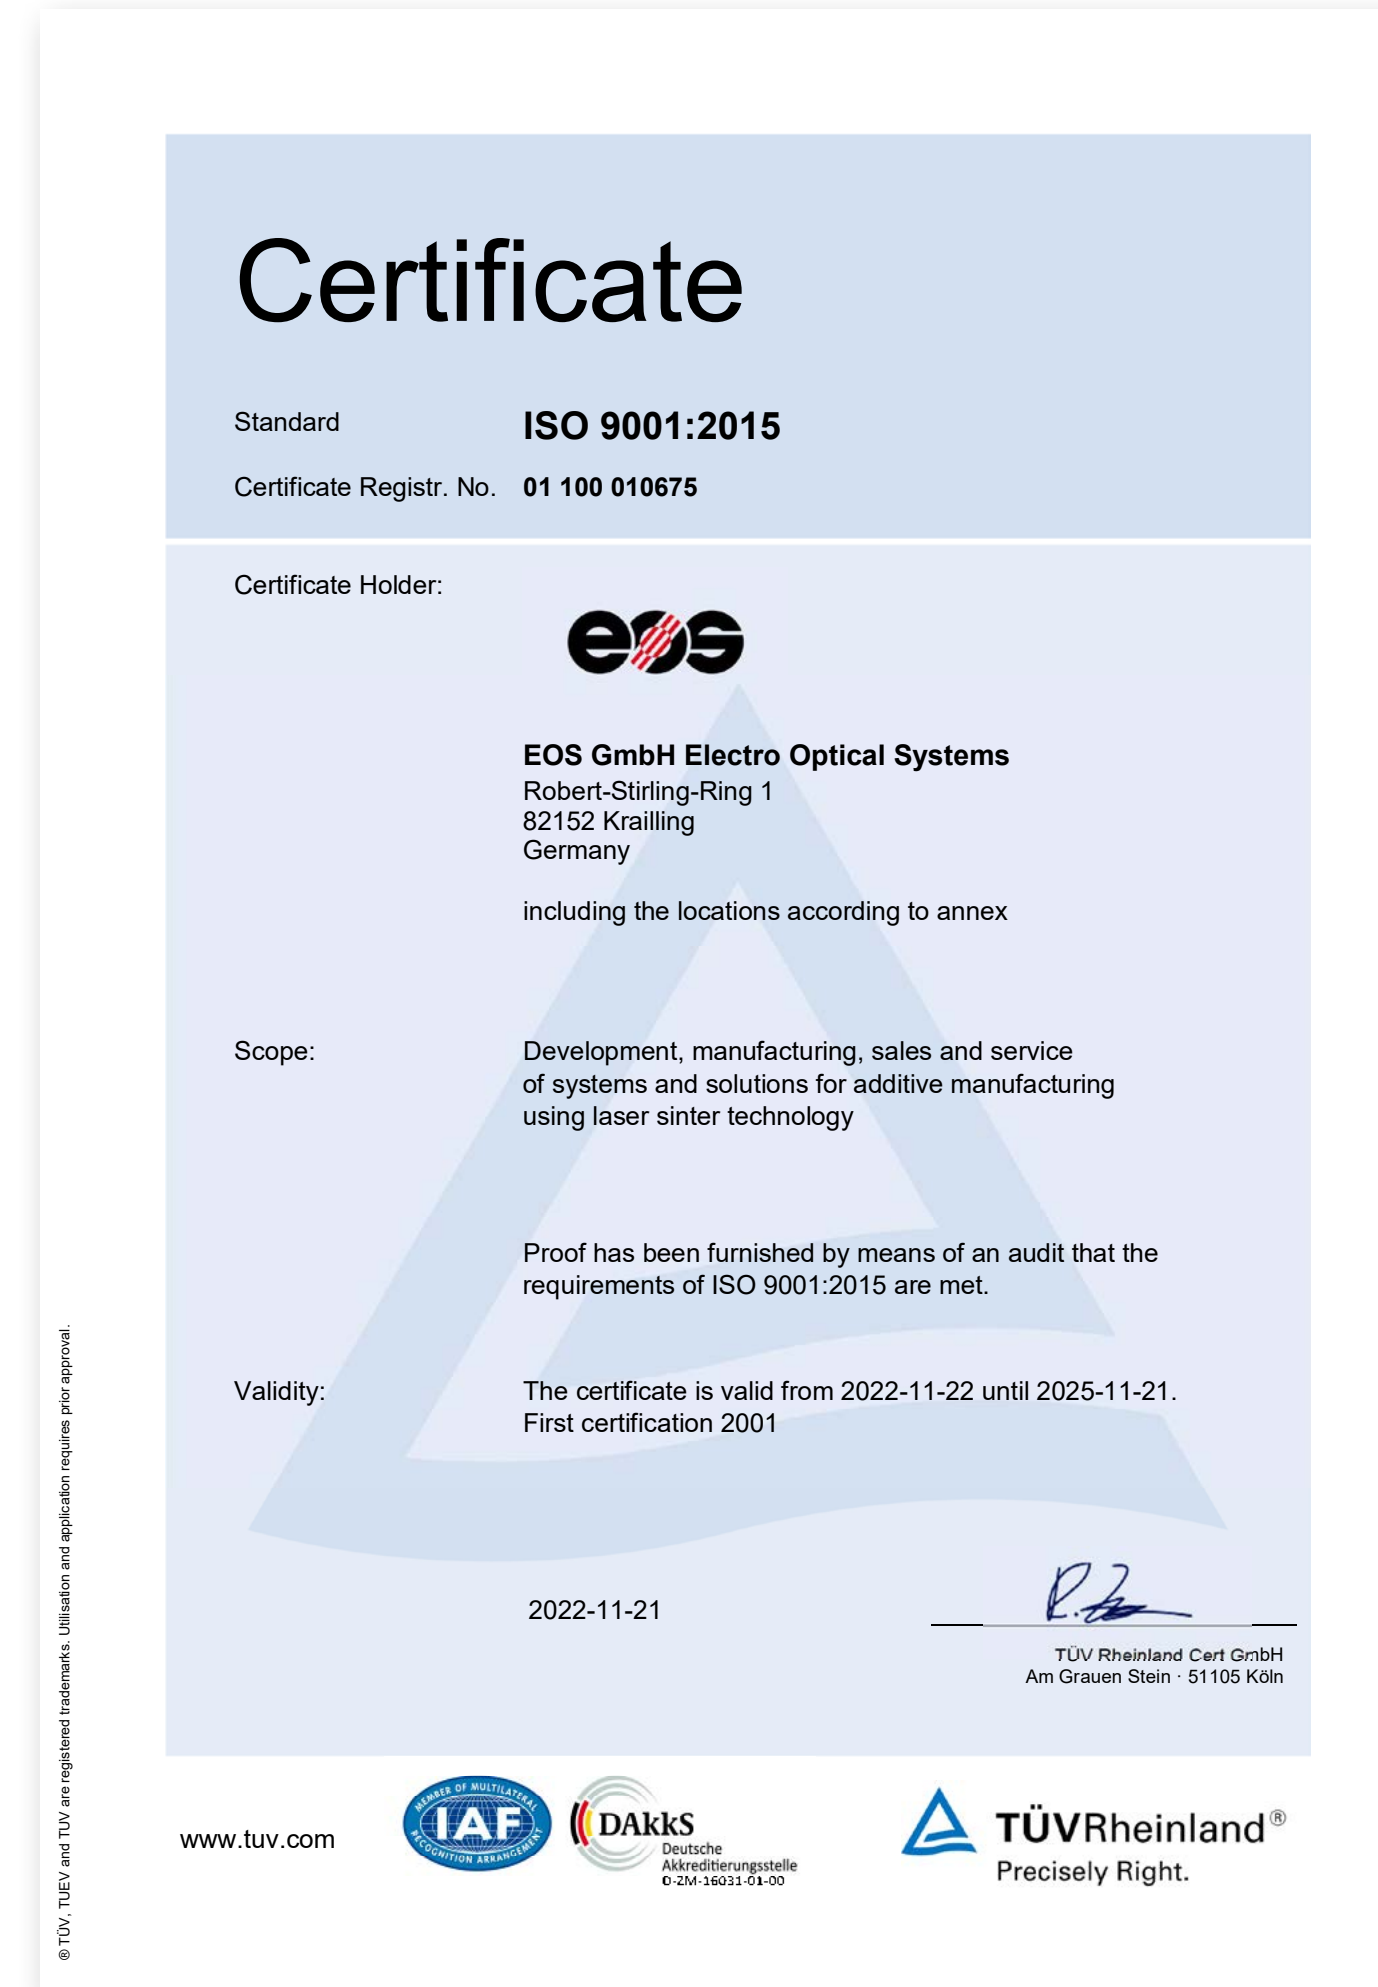 Certificate
Standard ISO 9001:2015
Certificate Registr. No. 01 100 010675
Certificate Holder:
eos
EOS GmbH Electro Optical Systems
Robert-Stirling-Ring 1
82152 Krailling
Germany
including the locations according to annex
Scope: Development, manufacturing, sales and service
of systems and solutions for additive manufacturing
using laser sinter technology
Proof has been furnished by means of an audit that the
requirements of ISO 9001:2015 are met.
Validity: The certificate is valid from 2022-11-22 until 2025-11-21.
First certification 2001
2022-11-21
TÜV Rheinland Cert GmbH
Am Grauen Stein · 51105 Köln
www.tuv.com
MEMBER OF MULTILATERAL
IAF
RECOGNITION ARRANGEMENT
DAkkS
Deutsche
Akkreditierungsstelle
D-ZM-16031-01-00
TÜVRheinland®
Precisely Right.
® TÜV, TUEV and TUV are registered trademarks. Utilisation and application requires prior approval.